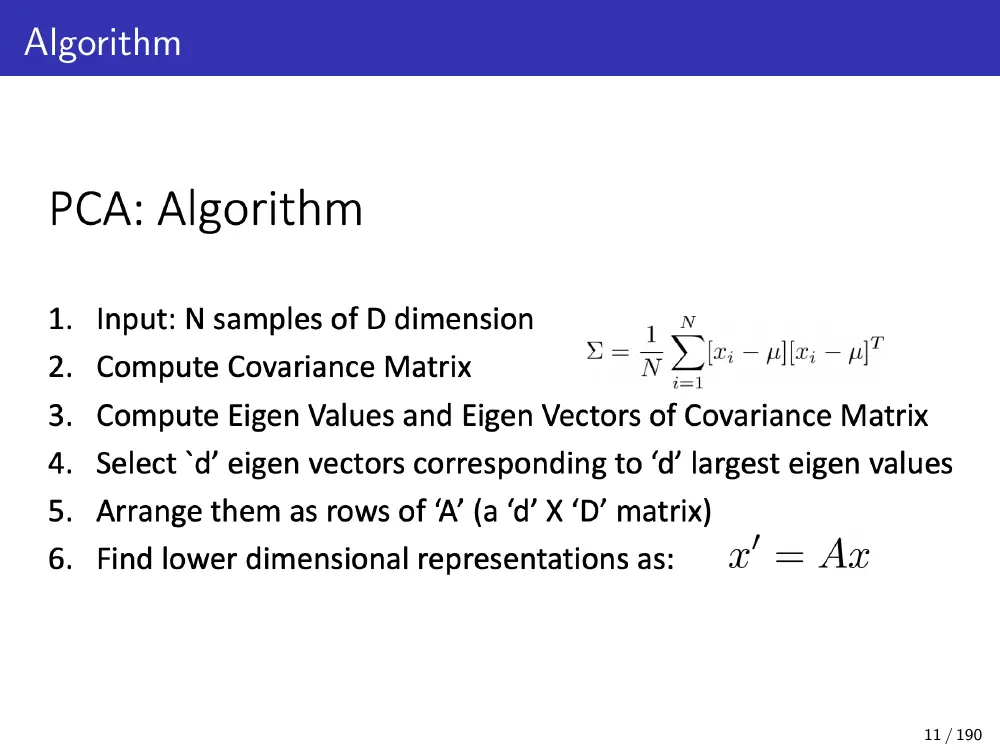 Algorithm
PCA: Algorithm
1. Input: N samples of D dimension
2. Compute Covariance Matrix
Σ = \frac{1}{N} \sum_{i=1}^{N} [x_i − μ][x_i − μ]^T
3. Compute Eigen Values and Eigen Vectors of Covariance Matrix
4. Select `d’ eigen vectors corresponding to ‘d’ largest eigen values
5. Arrange them as rows of ‘A’ (a ‘d’ X ‘D’ matrix)
6. Find lower dimensional representations as: x′ = Ax
11 / 190